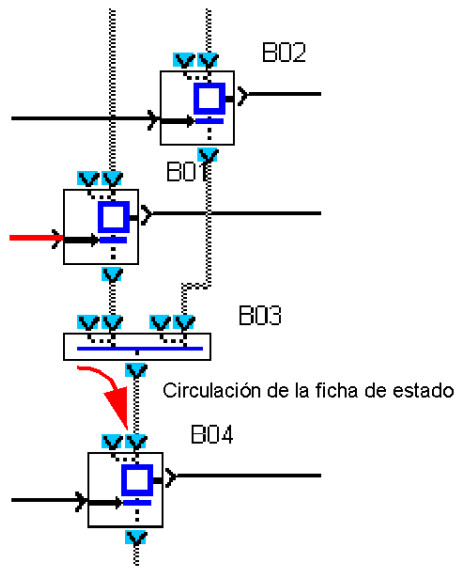 B02
B01
B03
Circulación de la ficha de estado
B04